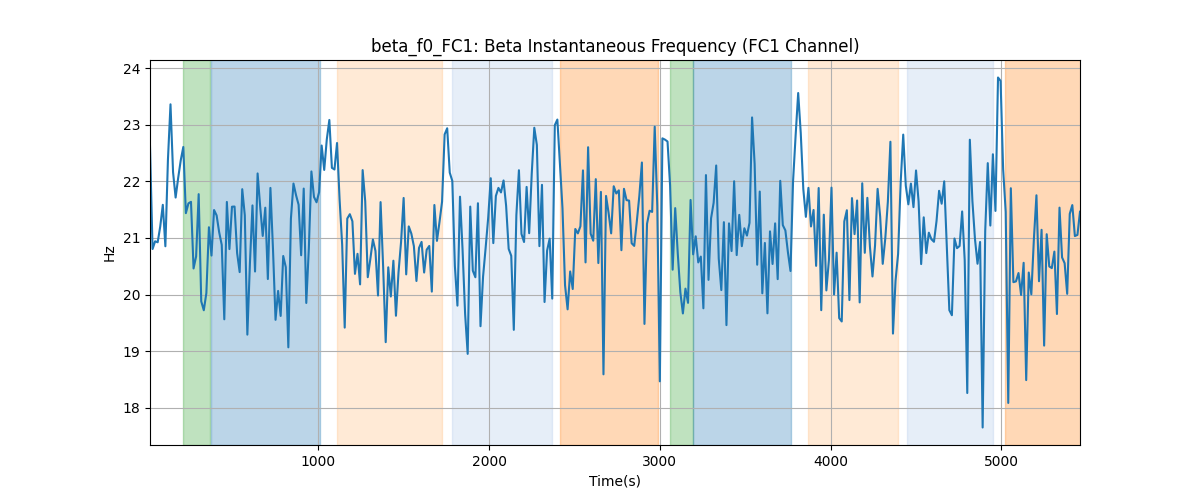 beta_f0_FC1: Beta Instantaneous Frequency (FC1 Channel)
24
23
22
21
20
19
18
Hz
1000 2000 3000 4000 5000
Time(s)